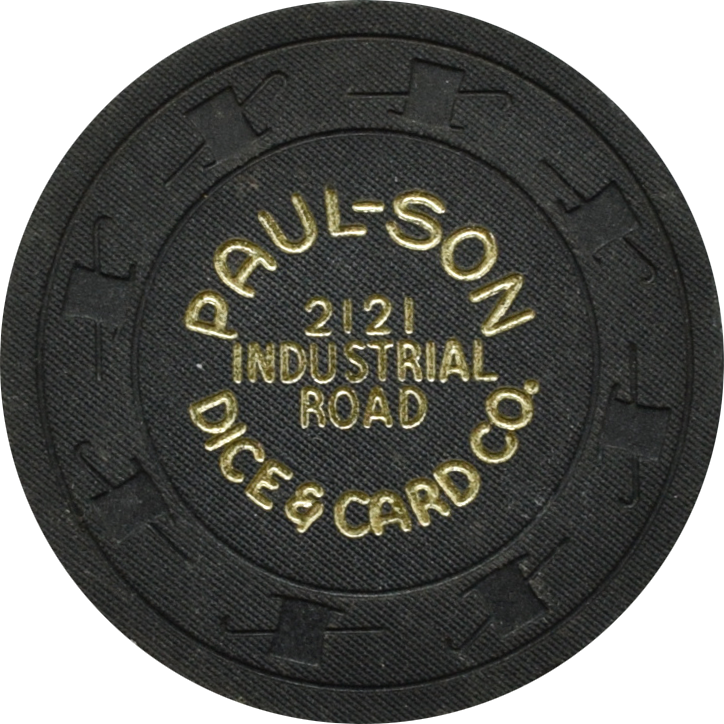 PAUL-SON
2121
INDUSTRIAL
ROAD
DICE & CARD CO.